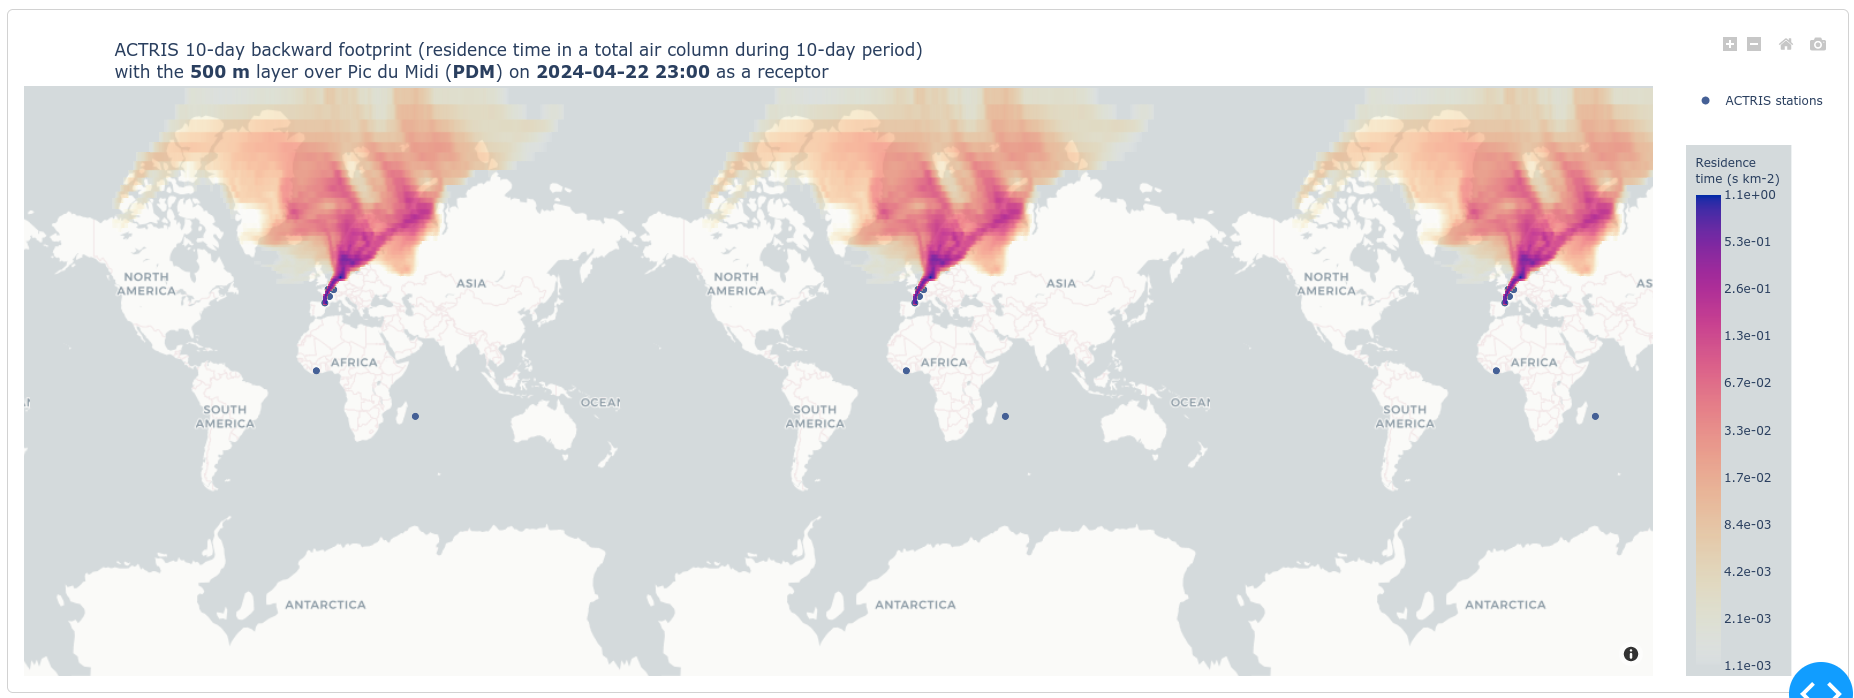 ACTRIS 10-day backward footprint (residence time in a total air column during 10-day period)
with the 500 m layer over Pic du Midi (PDM) on 2024-04-22 23:00 as a receptor
ACTRIS stations
Residence
time (s km-2)
1.1e+00
5.3e-01
2.6e-01
1.3e-01
6.7e-02
3.3e-02
1.7e-02
8.4e-03
4.2e-03
2.1e-03
1.1e-03
NORTH
AMERICA
ASIA
NORTH
AMERICA
ASIA
NORTH
AMERICA
AS
AFRICA
AFRICA
AFRICA
SOUTH
AMERICA
OCEAN
SOUTH
AMERICA
OCEAN
SOUTH
AMERICA
ANTARCTICA
ANTARCTICA
ANTARCTICA